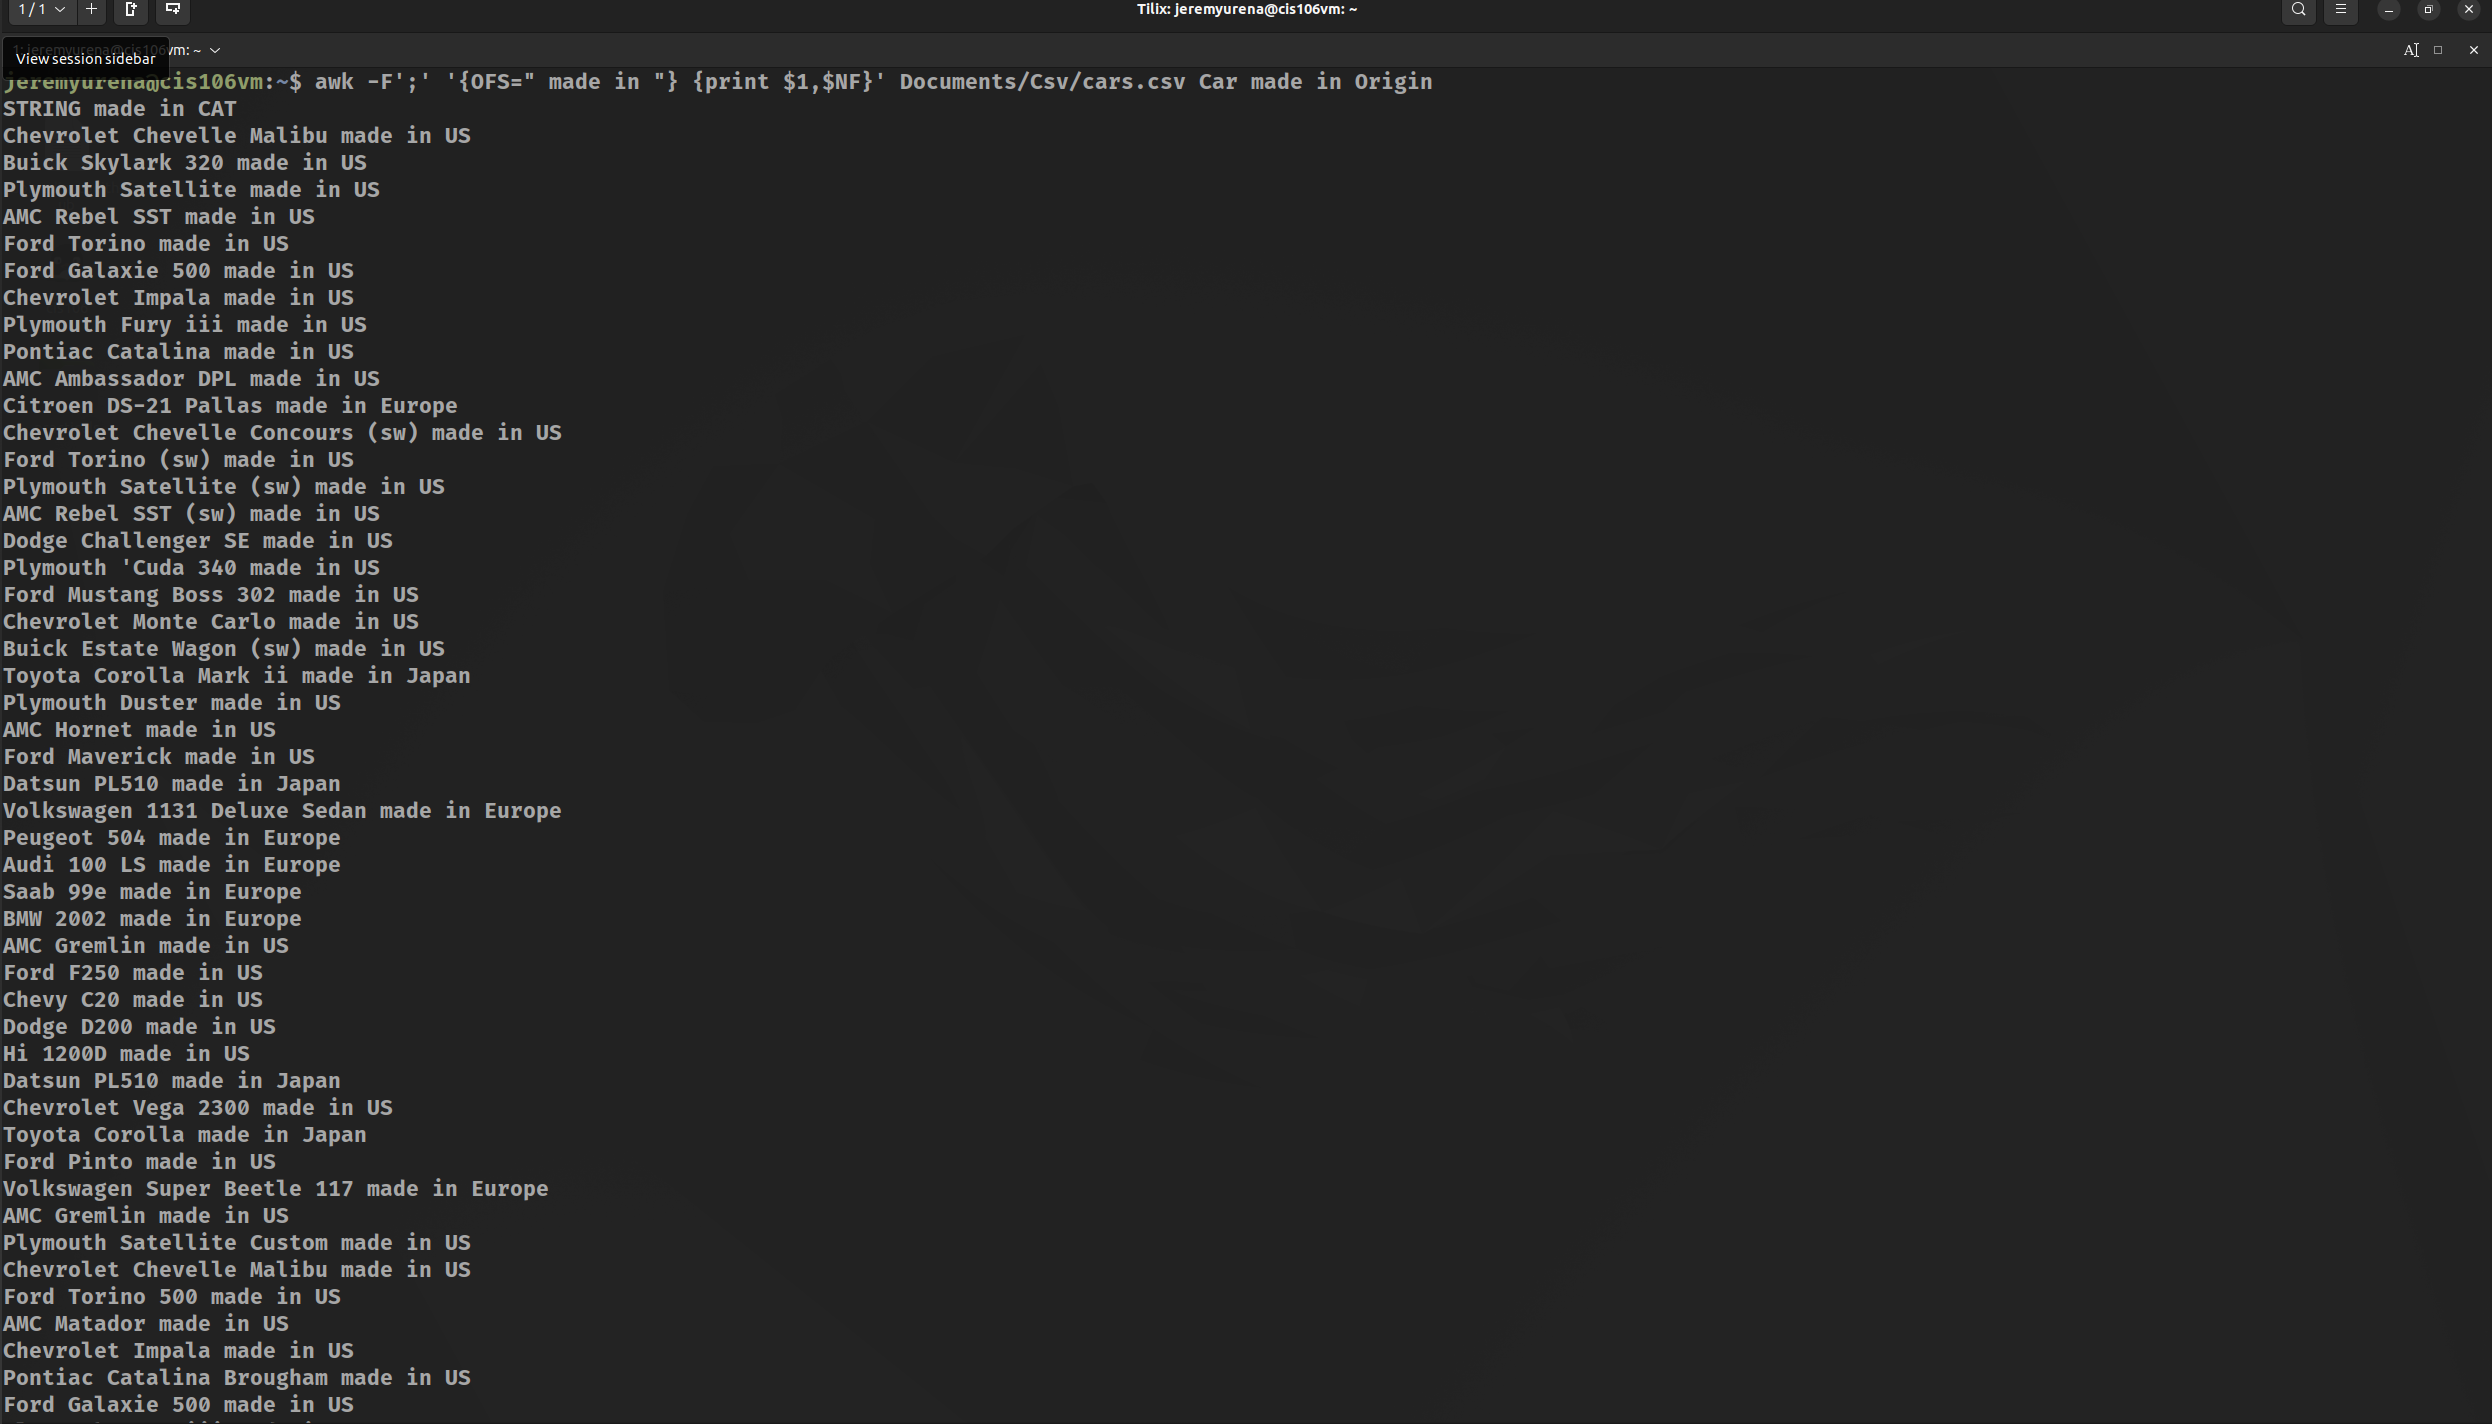 1 / 1
Tilix: jeremyurena@cis106vm: ~
1: jeremyurena@cis106vm: ~
View session sidebar
jeremyurena@cis106vm:~$ awk -F';' '{OFS=" made in "} {print $1,$NF}' Documents/Csv/cars.csv Car made in Origin
STRING made in CAT
Chevrolet Chevelle Malibu made in US
Buick Skylark 320 made in US
Plymouth Satellite made in US
AMC Rebel SST made in US
Ford Torino made in US
Ford Galaxie 500 made in US
Chevrolet Impala made in US
Plymouth Fury iii made in US
Pontiac Catalina made in US
AMC Ambassador DPL made in US
Citroen DS-21 Pallas made in Europe
Chevrolet Chevelle Concours (sw) made in US
Ford Torino (sw) made in US
Plymouth Satellite (sw) made in US
AMC Rebel SST (sw) made in US
Dodge Challenger SE made in US
Plymouth 'Cuda 340 made in US
Ford Mustang Boss 302 made in US
Chevrolet Monte Carlo made in US
Buick Estate Wagon (sw) made in US
Toyota Corolla Mark ii made in Japan
Plymouth Duster made in US
AMC Hornet made in US
Ford Maverick made in US
Datsun PL510 made in Japan
Volkswagen 1131 Deluxe Sedan made in Europe
Peugeot 504 made in Europe
Audi 100 LS made in Europe
Saab 99e made in Europe
BMW 2002 made in Europe
AMC Gremlin made in US
Ford F250 made in US
Chevy C20 made in US
Dodge D200 made in US
Hi 1200D made in US
Datsun PL510 made in Japan
Chevrolet Vega 2300 made in US
Toyota Corolla made in Japan
Ford Pinto made in US
Volkswagen Super Beetle 117 made in Europe
AMC Gremlin made in US
Plymouth Satellite Custom made in US
Chevrolet Chevelle Malibu made in US
Ford Torino 500 made in US
AMC Matador made in US
Chevrolet Impala made in US
Pontiac Catalina Brougham made in US
Ford Galaxie 500 made in US